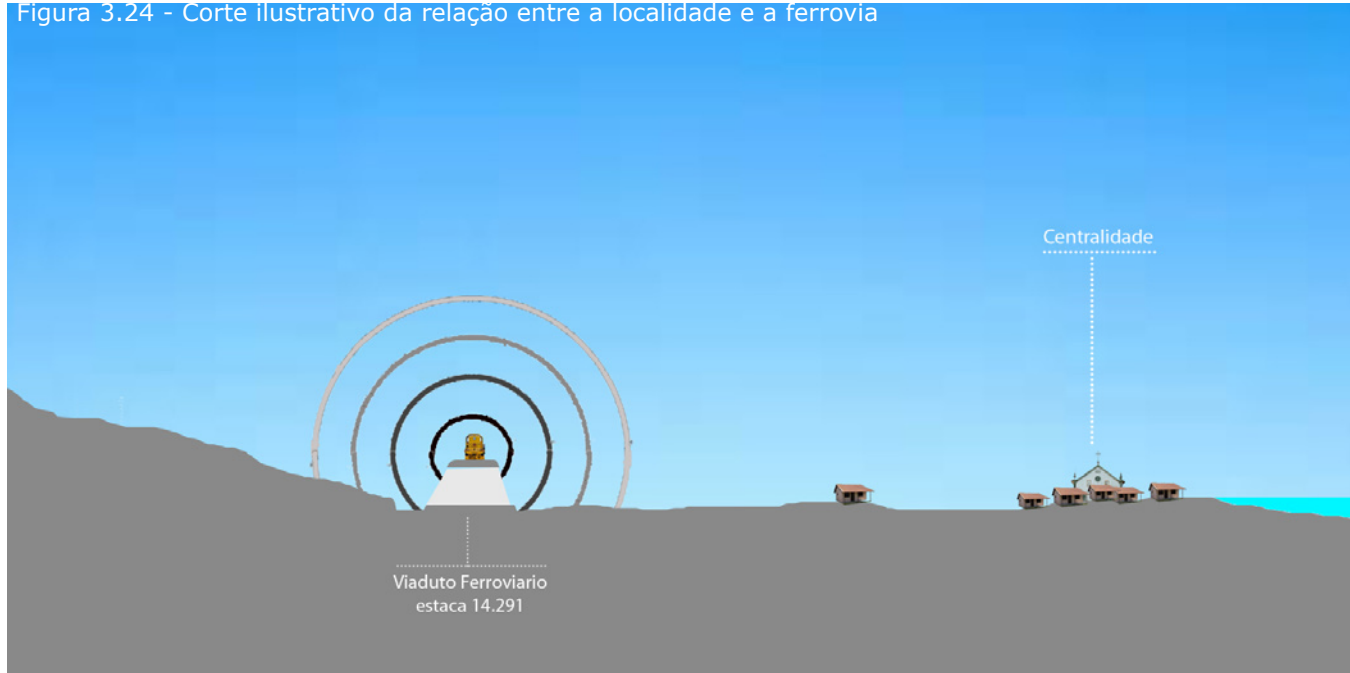 Figura 3.24 - Corte ilustrativo da relação entre a localidade e a ferrovia
Centralidade
Viaduto Ferroviario
estaca 14.291